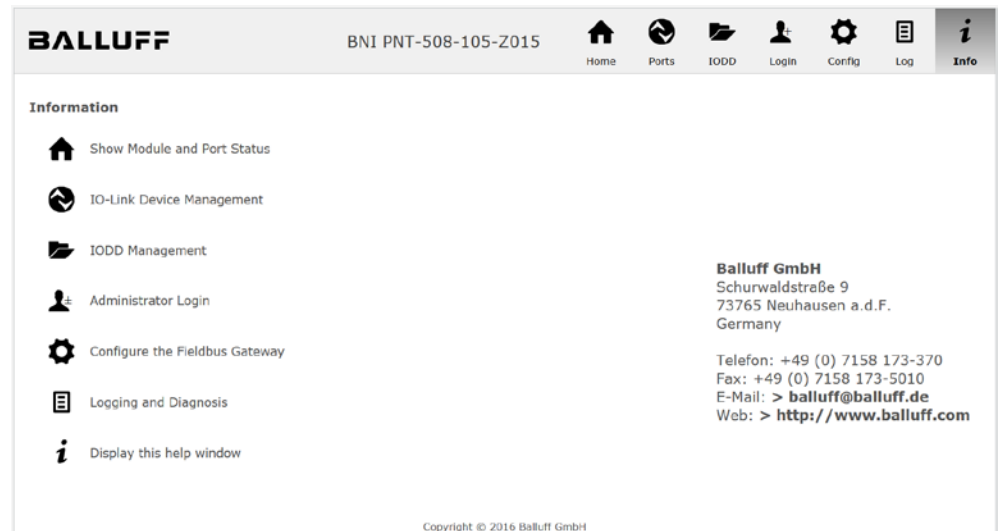 BALLUFF
BNI PNT-508-105-Z015
Home Ports IODD Login Config Log Info
Information
Show Module and Port Status
IO-Link Device Management
IODD Management
Administrator Login
Configure the Fieldbus Gateway
Logging and Diagnosis
Display this help window
Balluff GmbH
Schurwaldstraße 9
73765 Neuhausen a.d.F.
Germany
Telefon: +49 (0) 7158 173-370
Fax: +49 (0) 7158 173-5010
E-Mail: > balluff@balluff.de
Web: > http://www.balluff.com
Copyright © 2016 Balluff GmbH